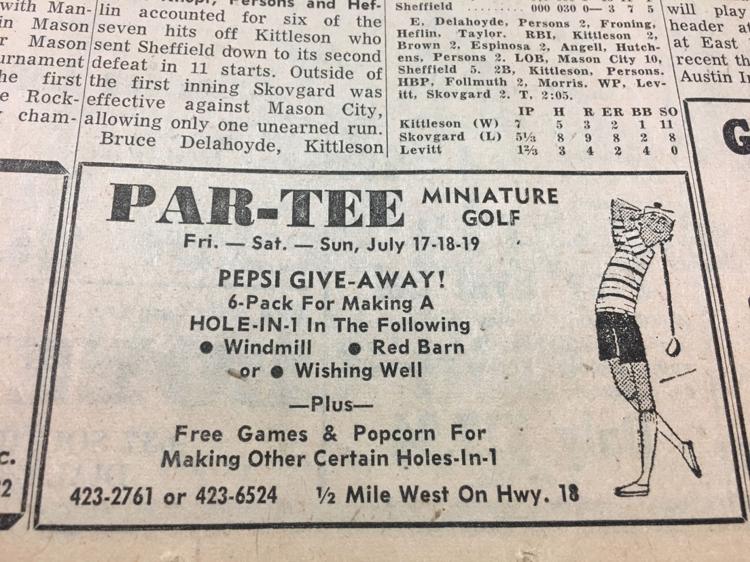 with Man-
in Mason
r Mason
urnament
he first
e Rock-
cham-
Persons and Hef-
lin accounted for six of the
seven hits off Kittleson who
sent Sheffield down to its second
defeat in 11 starts. Outside of
the first inning Skovgard was
effective against Mason City,
allowing only one unearned run.
Bruce Delahoyde, Kittleson
Sheffield ........ 000 020 0— 3 7 5
E. Delahoyde, Persons 2, Froning,
Heflin, Taylor. RBI, Kittleson 2,
Brown 2, Espinosa 2, Angell, Hutch-
ens, Persons 2. LOB, Mason City 10,
Sheffield 5. 2B, Kittleson, Persons.
HBP, Follmuth 2, Morris. WP, Lev-
itt, Skovgard 2. T, 2:05.
IP H R ER BB SO
Kittleson (W) 7 5 3 2 1 11
Skovgard (L) 5⅓ 8 9 8 2 8
Levitt 1⅔ 3 4 2 4 0
will play
header at
at East
recent th
Austin In
G
c.
2
PAR-TEE MINIATURE
GOLF
Fri. — Sat. — Sun, July 17-18-19
PEPSI GIVE-AWAY!
6-Pack For Making A
HOLE-IN-1 In The Following
● Windmill ● Red Barn
or ● Wishing Well
—Plus—
Free Games & Popcorn For
Making Other Certain Holes-In-1
423-2761 or 423-6524 ½ Mile West On Hwy. 18